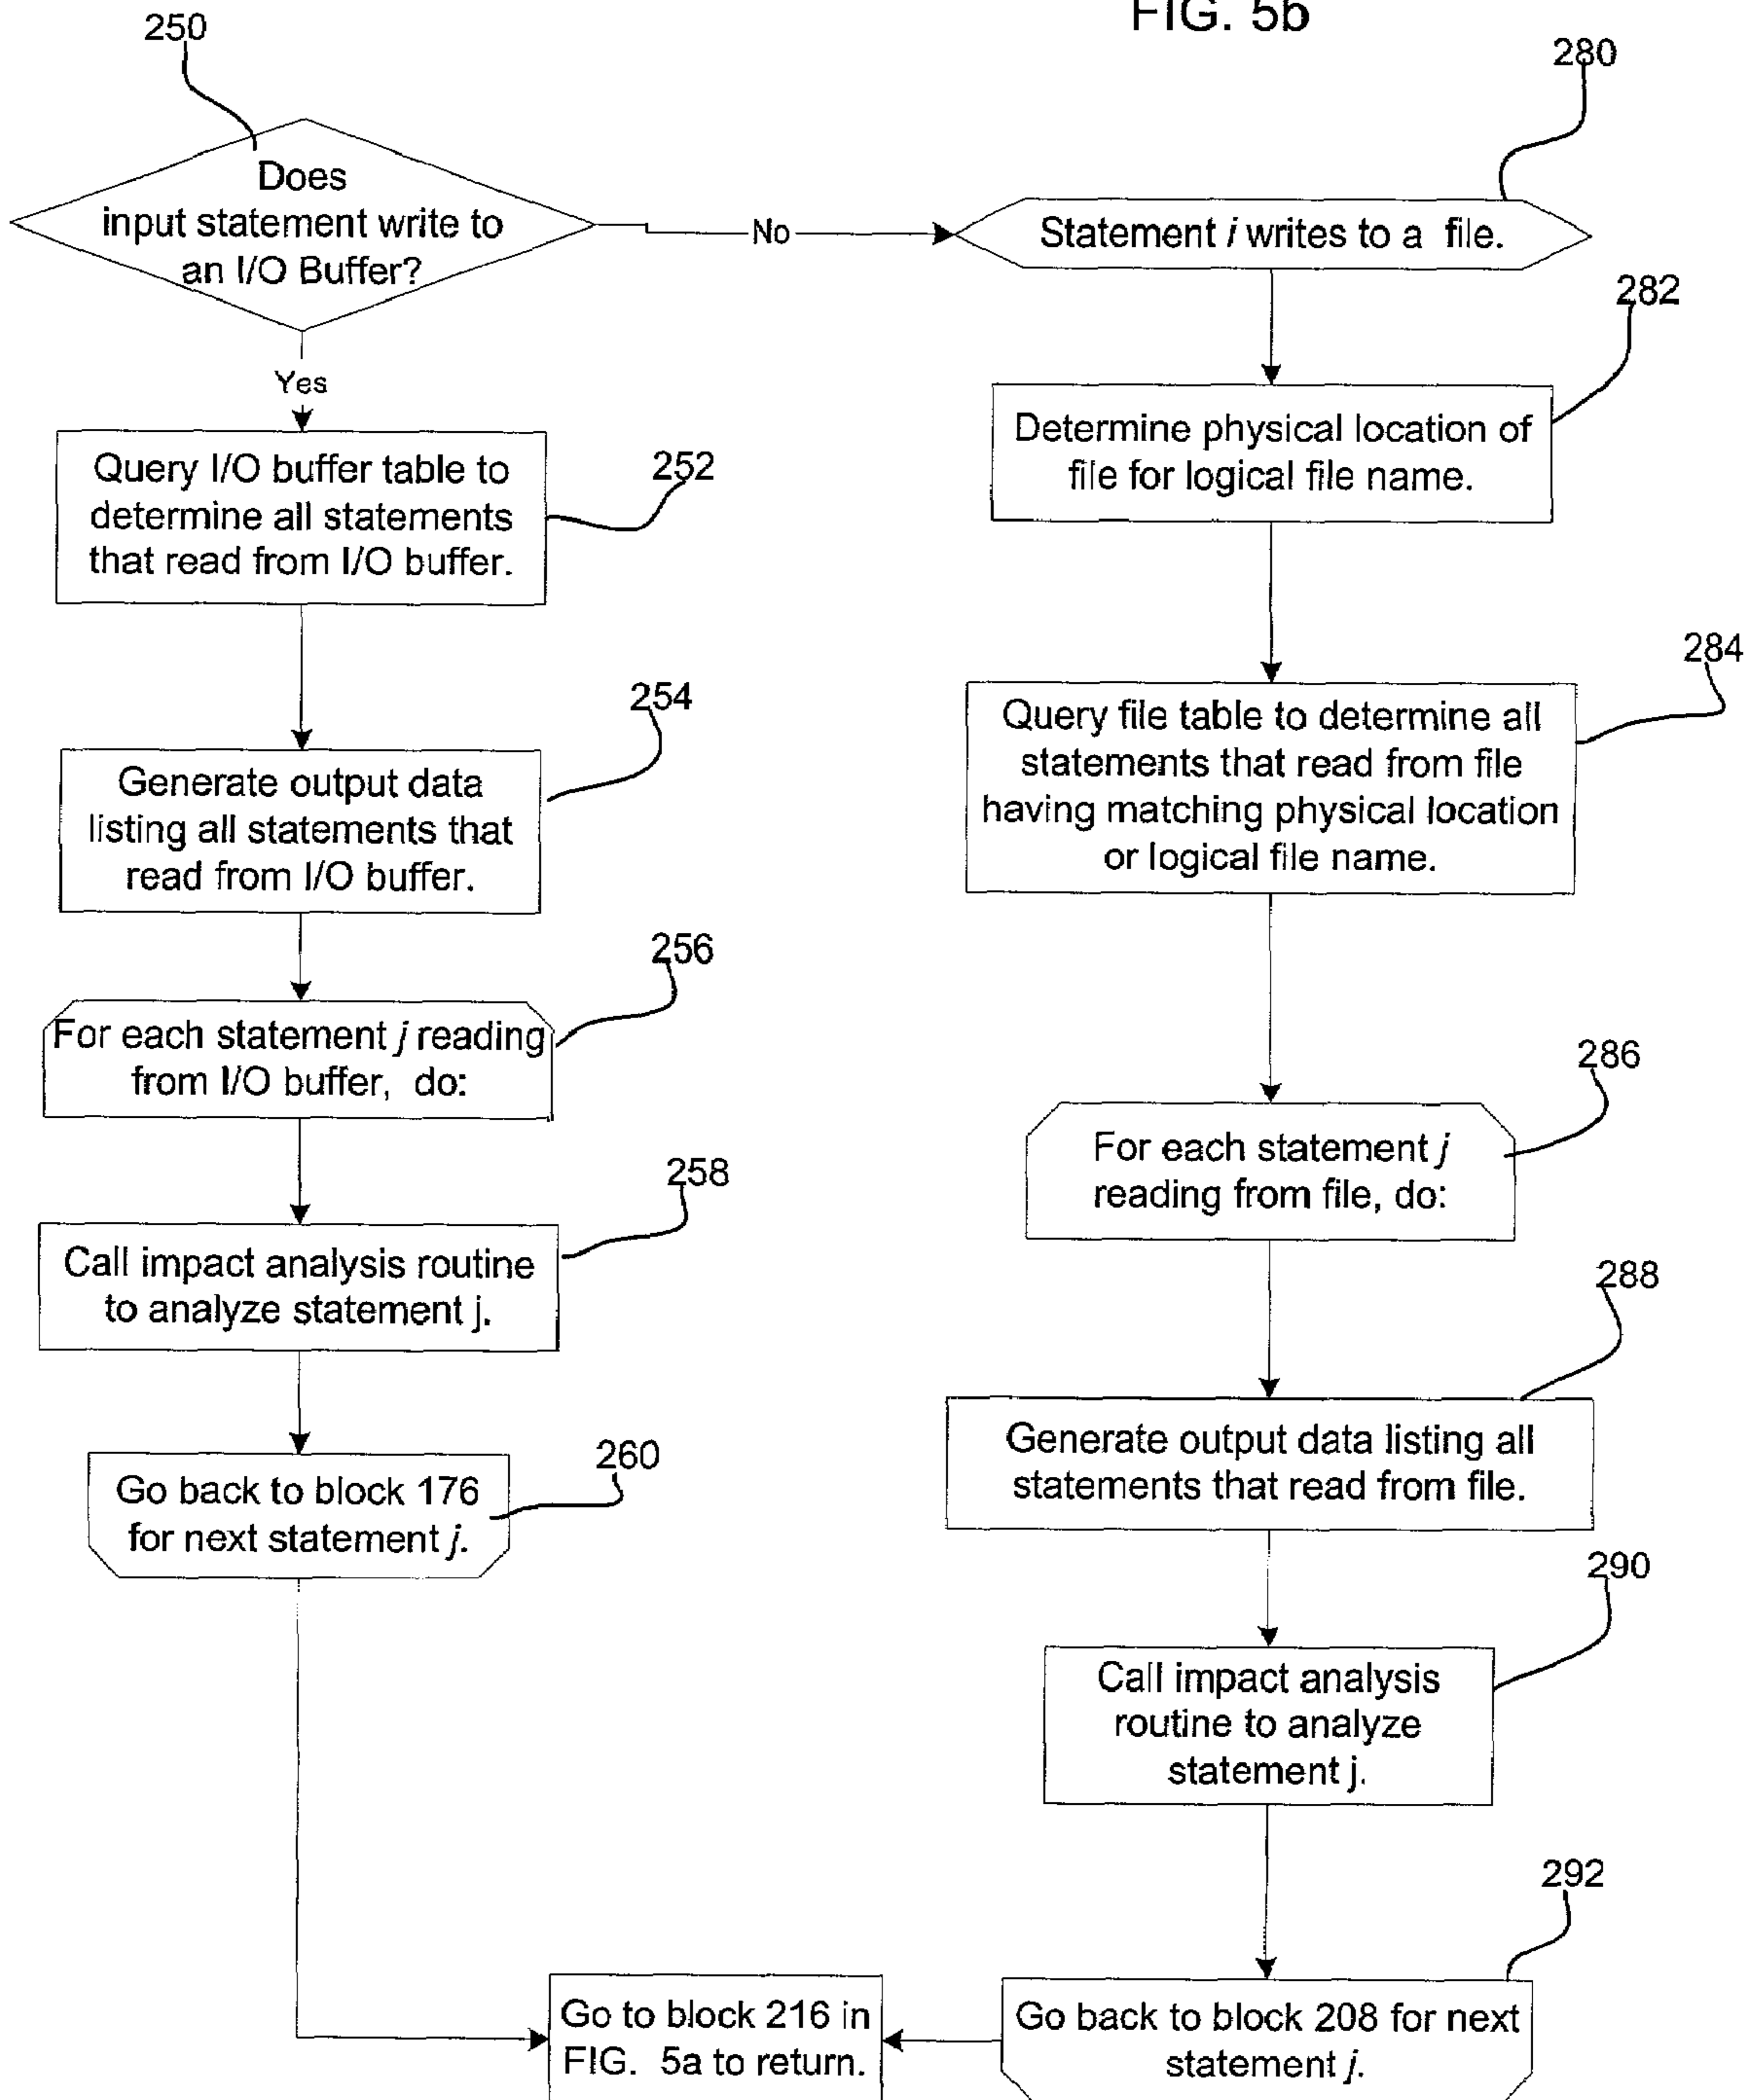 FIG. 5b
250
Does
input statement write to
an I/O Buffer?
No
Yes
280
Statement i writes to a file.
282
Determine physical location of
file for logical file name.
252
Query I/O buffer table to
determine all statements
that read from I/O buffer.
284
Query file table to determine all
statements that read from file
having matching physical location
or logical file name.
254
Generate output data
listing all statements that
read from I/O buffer.
256
For each statement j reading
from I/O buffer, do:
286
For each statement j
reading from file, do:
258
Call impact analysis routine
to analyze statement j.
288
Generate output data listing all
statements that read from file.
260
Go back to block 176
for next statement j.
290
Call impact analysis
routine to analyze
statement j.
292
Go back to block 208 for next
statement j.
Go to block 216 in
FIG. 5a to return.